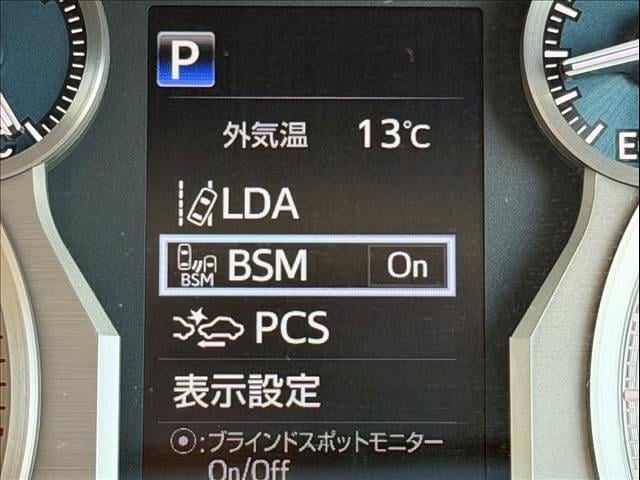 P
外気温 13℃
LDA
BSM BSM On
PCS
表示設定
⦿:ブラインドスポットモニター
On/Off
C
E